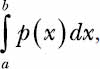 ∫_a^b p(x)dx,